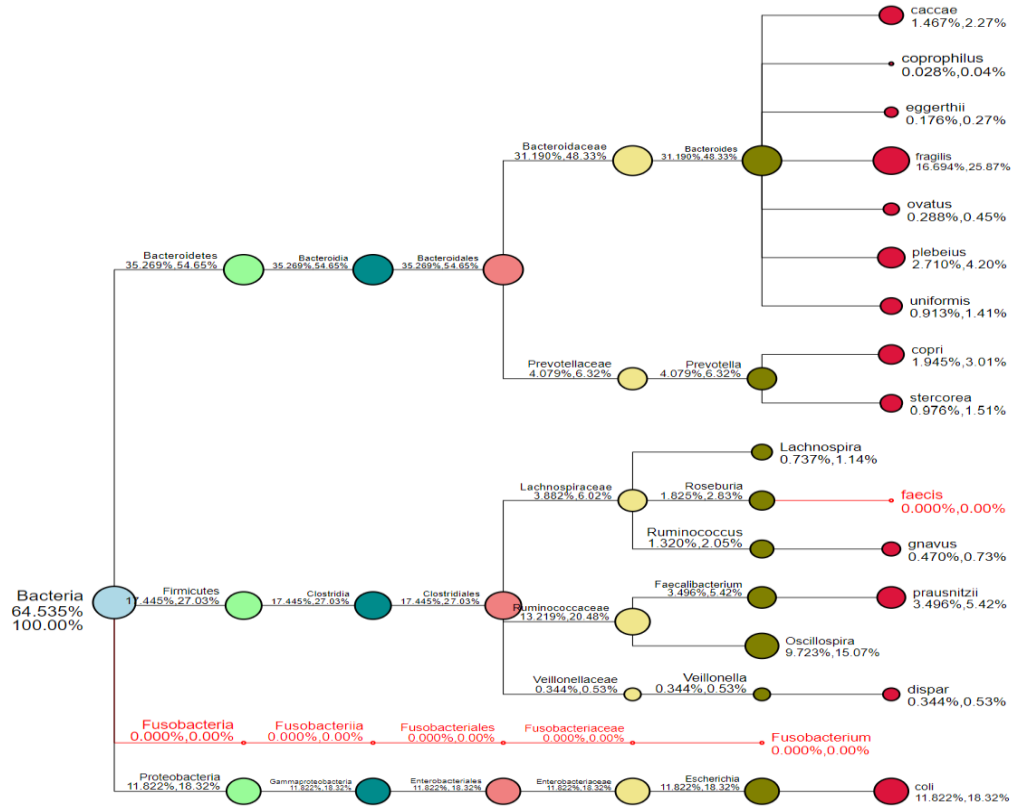 caccae
1.467%,2.27%
coprophilus
0.028%,0.04%
eggerthii
0.176%,0.27%
Bacteroidaceae
31.190%,48.33%
Bacteroides
31.190%,48.33%
fragilis
16.694%,25.87%
ovatus
0.288%,0.45%
Bacteroidetes
35.269%,54.65%
Bacteroidia
35.269%,54.65%
Bacteroidales
35.269%,54.65%
plebeius
2.710%,4.20%
uniformis
0.913%,1.41%
copri
1.945%,3.01%
Prevotellaceae
4.079%,6.32%
Prevotella
4.079%,6.32%
stercorea
0.976%,1.51%
Lachnospira
0.737%,1.14%
Lachnospiraceae
3.882%,6.02%
Roseburia
1.825%,2.83%
faecis
0.000%,0.00%
Ruminococcus
1.320%,2.05%
gnavus
0.470%,0.73%
Bacteria
64.535%
100.00%
Firmicutes
17.445%,27.03%
Clostridia
17.445%,27.03%
Clostridiales
17.445%,27.03%
Faecalibacterium
3.496%,5.42%
prausnitzii
3.496%,5.42%
Ruminococcaceae
13.219%,20.48%
Oscillospira
9.723%,15.07%
Veillonellaceae
0.344%,0.53%
Veillonella
0.344%,0.53%
dispar
0.344%,0.53%
Fusobacteria
0.000%,0.00%
Fusobacteriia
0.000%,0.00%
Fusobacteriales
0.000%,0.00%
Fusobacteriaceae
0.000%,0.00%
Fusobacterium
0.000%,0.00%
Proteobacteria
11.822%,18.32%
Gammaproteobacteria
11.822%,18.32%
Enterobacteriales
11.822%,18.32%
Enterobacteriaceae
11.822%,18.32%
Escherichia
11.822%,18.32%
coli
11.822%,18.32%